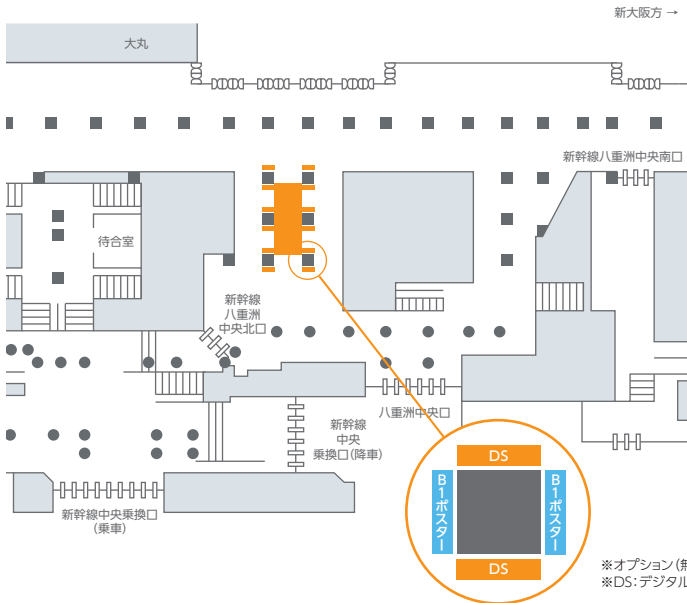 新大阪方 →
大丸
新幹線八重洲中央南口
待合室
新幹線
八重洲
中央北口
八重洲中央口
新幹線
中央
乗換口(降車)
新幹線中央乗換口
(乗車)
DS
B1ポスター
B1ポスター
DS
※オプション(無
※DS:デジタル